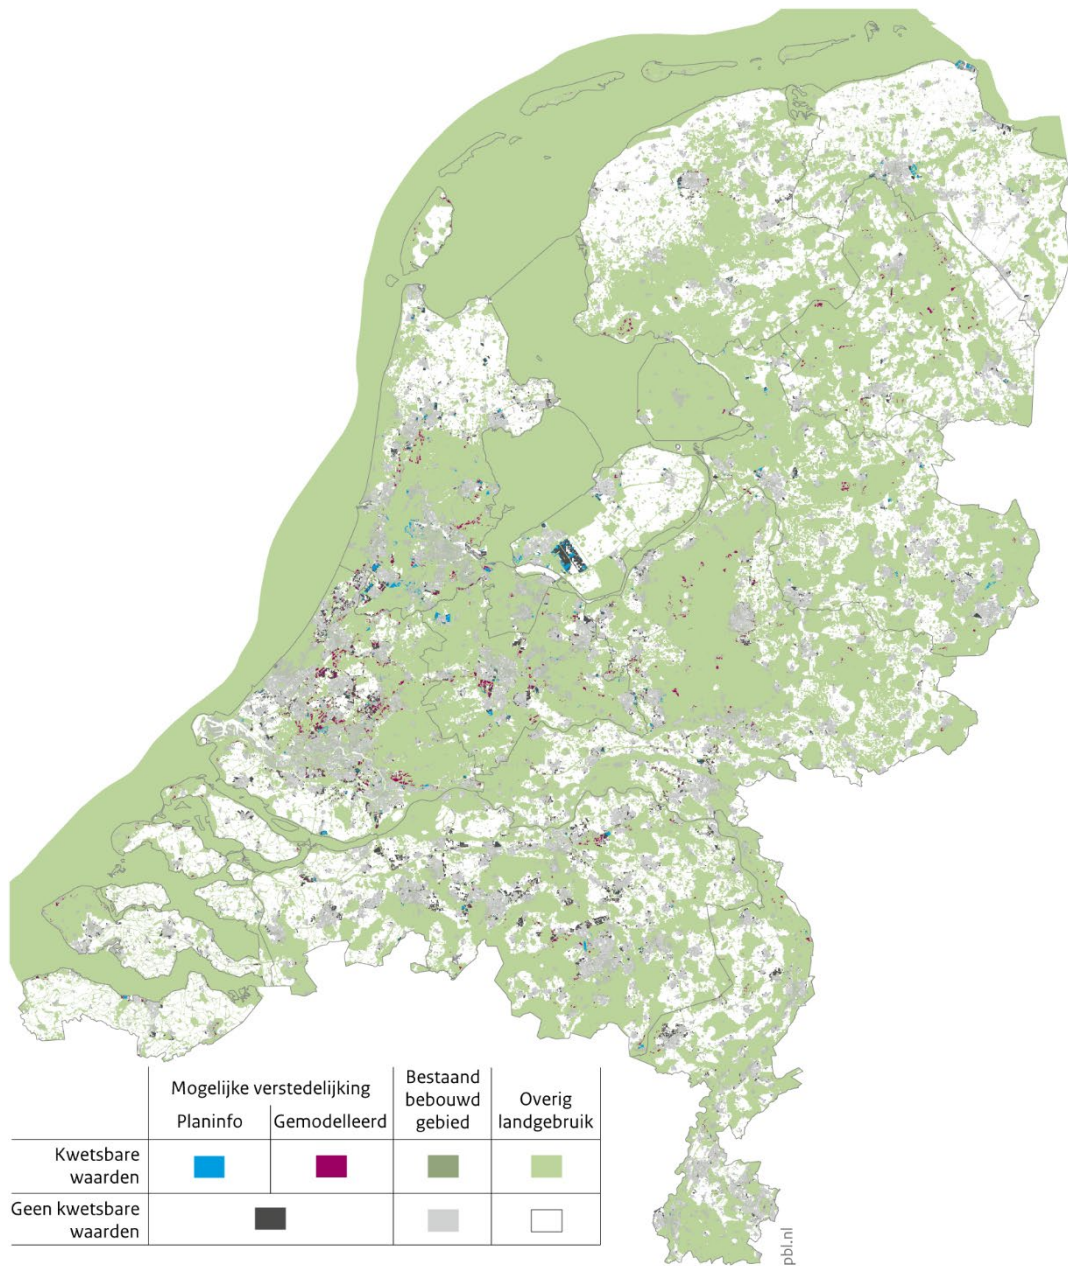 Mogelijke verstedelijking
Planinfo
Gemodelleerd
Bestaand
bebouwd
gebied
Overig
landgebruik
Kwetsbare
waarden
Geen kwetsbare
waarden
pbl.nl